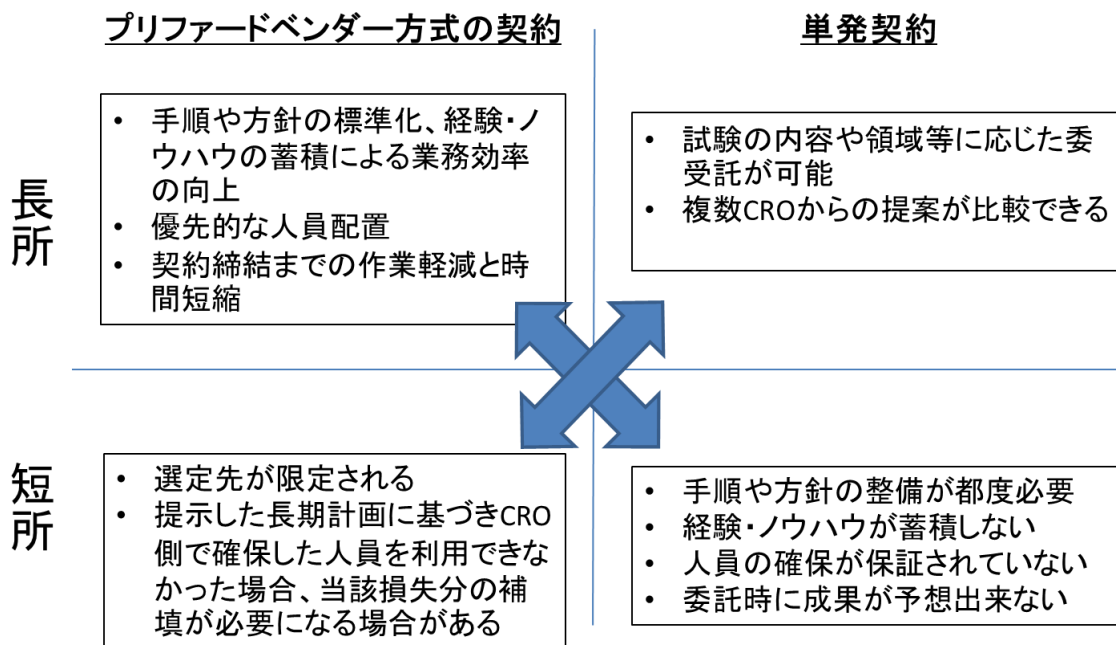 プリファードベンダー方式の契約
単発契約
長所
• 手順や方針の標準化、経験・ノ
ウハウの蓄積による業務効率
の向上
• 優先的な人員配置
• 契約締結までの作業軽減と時
間短縮
• 試験の内容や領域等に応じた委
受託が可能
• 複数CROからの提案が比較できる
短所
• 選定先が限定される
• 提示した長期計画に基づきCRO
側で確保した人員を利用できな
かった場合、当該損失分の補
填が必要になる場合がある
• 手順や方針の整備が都度必要
• 経験・ノウハウが蓄積しない
• 人員の確保が保証されていない
• 委託時に成果が予想出来ない